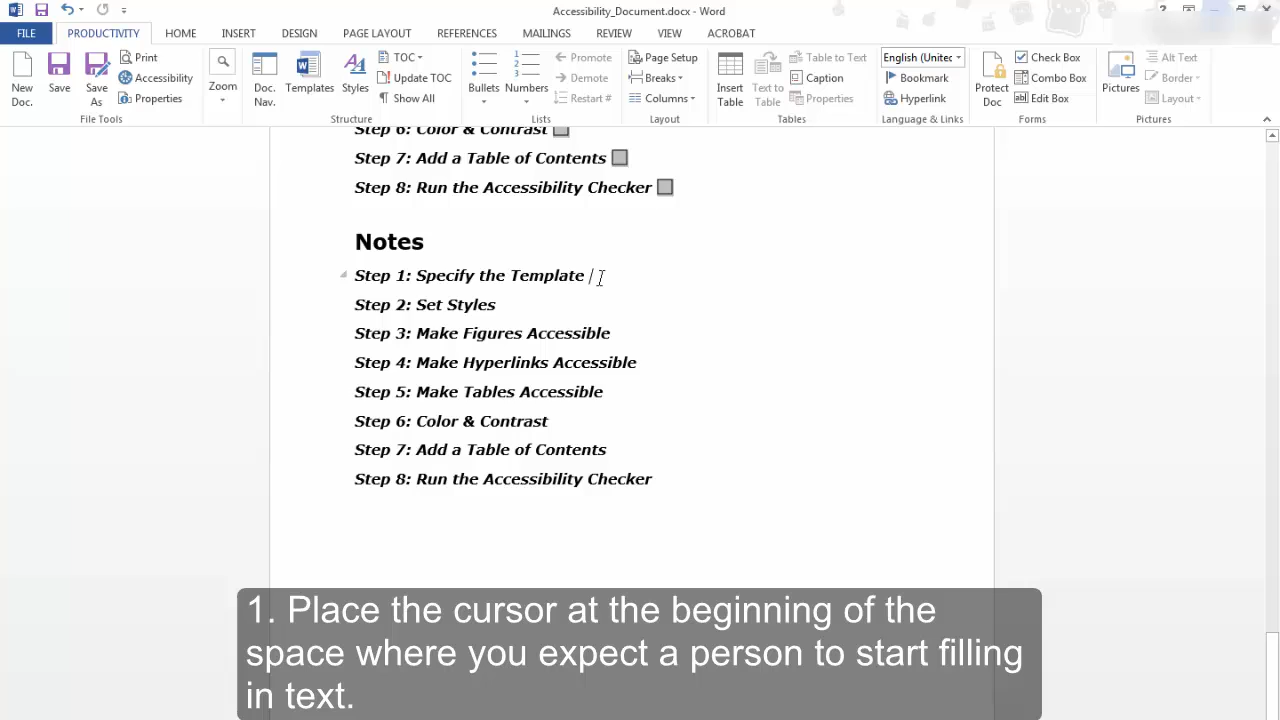 Accessibility_Document.docx - Word
FILE PRODUCTIVITY HOME INSERT DESIGN PAGE LAYOUT REFERENCES MAILINGS REVIEW VIEW ACROBAT
New Doc. Save Save As Print Accessibility Properties
File Tools
Zoom
Doc. Nav. Templates Styles TOC Update TOC Show All
Structure
Bullets Numbers Promote Demote Restart #
Lists
Page Setup Breaks Columns
Layout
Insert Table Text to Table Table to Text Caption Properties
Tables
English (Unitec Bookmark Hyperlink
Language & Links
Protect Doc Check Box Combo Box Edit Box
Forms
Pictures Alt Text Border Layout
Pictures
Step 6: Color & Contrast
Step 7: Add a Table of Contents
Step 8: Run the Accessibility Checker
Notes
Step 1: Specify the Template
Step 2: Set Styles
Step 3: Make Figures Accessible
Step 4: Make Hyperlinks Accessible
Step 5: Make Tables Accessible
Step 6: Color & Contrast
Step 7: Add a Table of Contents
Step 8: Run the Accessibility Checker
1. Place the cursor at the beginning of the
space where you expect a person to start filling
in text.